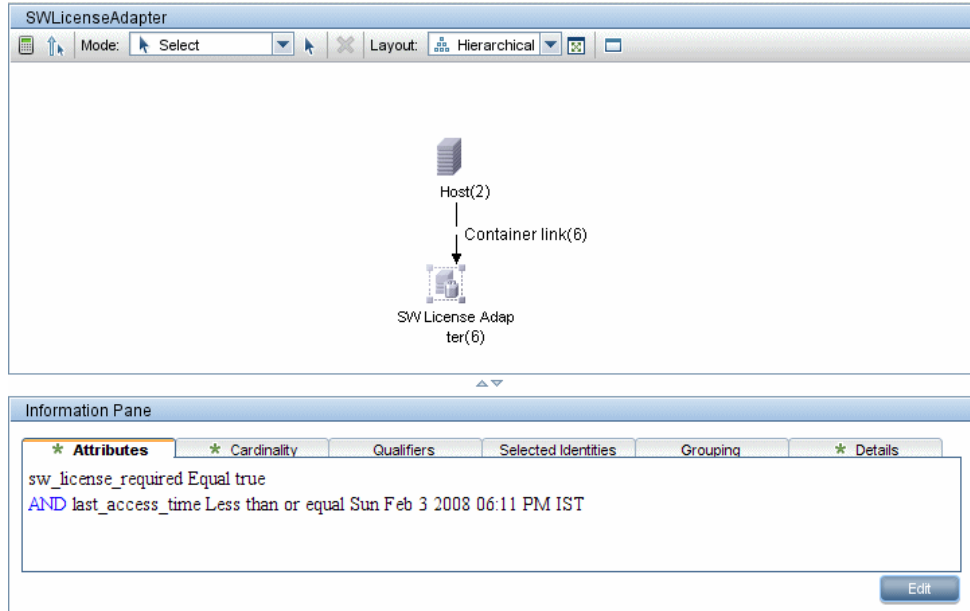 SWLicenseAdapter
Mode: Select Layout: Hierarchical
Host(2)
Container link(6)
SW License Adap
ter(6)
Information Pane
* Attributes * Cardinality Qualifiers Selected Identities Grouping * Details
sw_license_required Equal true
AND last_access_time Less than or equal Sun Feb 3 2008 06:11 PM IST
Edit